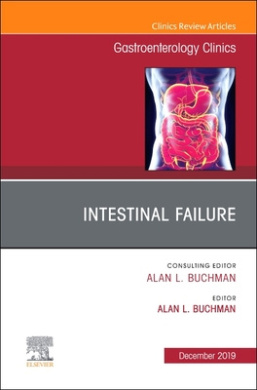 Clinics Review Articles
Gastroenterology Clinics
INTESTINAL FAILURE
CONSULTING EDITOR
ALAN L. BUCHMAN
EDITOR
ALAN L. BUCHMAN
ELSEVIER
December 2019